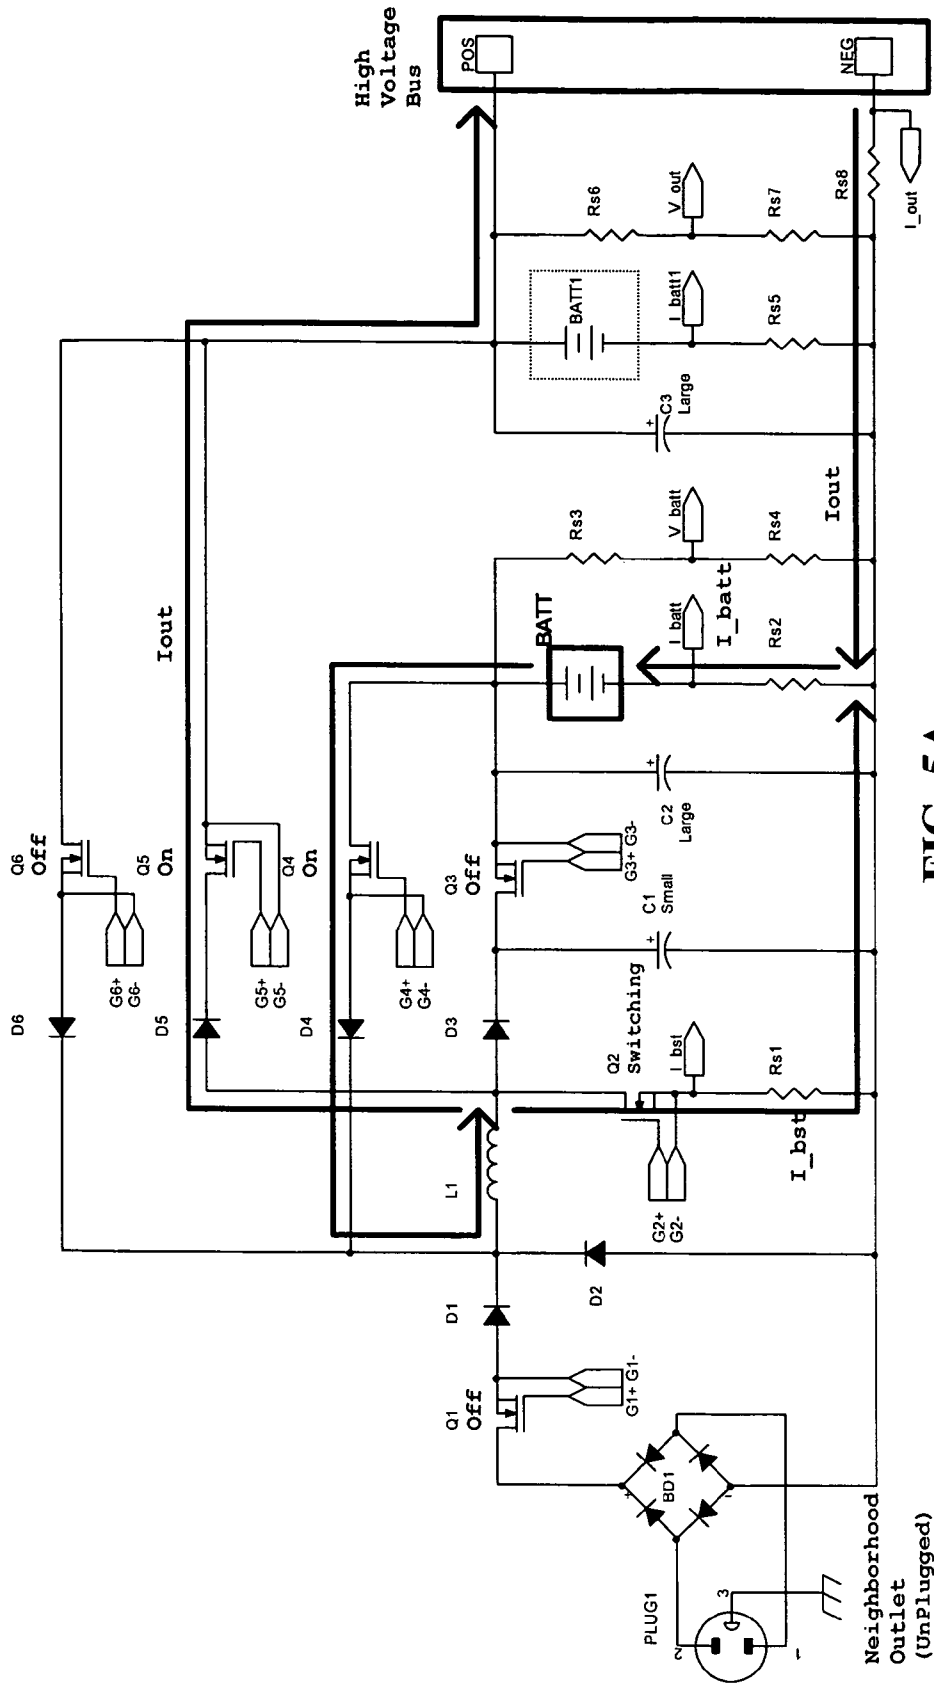 High
Voltage
Bus
POS
NEG
I_out
Rs8
Rs6
V_out
Rs7
BATT1
I_batt1
Rs5
C3
Large
+
Iout
Iout
Rs3
V_batt
Rs4
BATT
I_batt
I_batt
Rs2
C2
Large
+
Q6
Off
G6+
G6-
D6
Q5
On
G5+
G5-
D5
Q4
On
G4+
G4-
D4
Q3
Off
G3+ G3-
D3
C1
Small
+
Q2
Switching
I_bst
Rs1
I_bst
G2+
G2-
L1
D2
D1
Q1
Off
G1+ G1-
BD1
+
-
PLUG1
2
3
1
Neighborhood
Outlet
(UnPlugged)